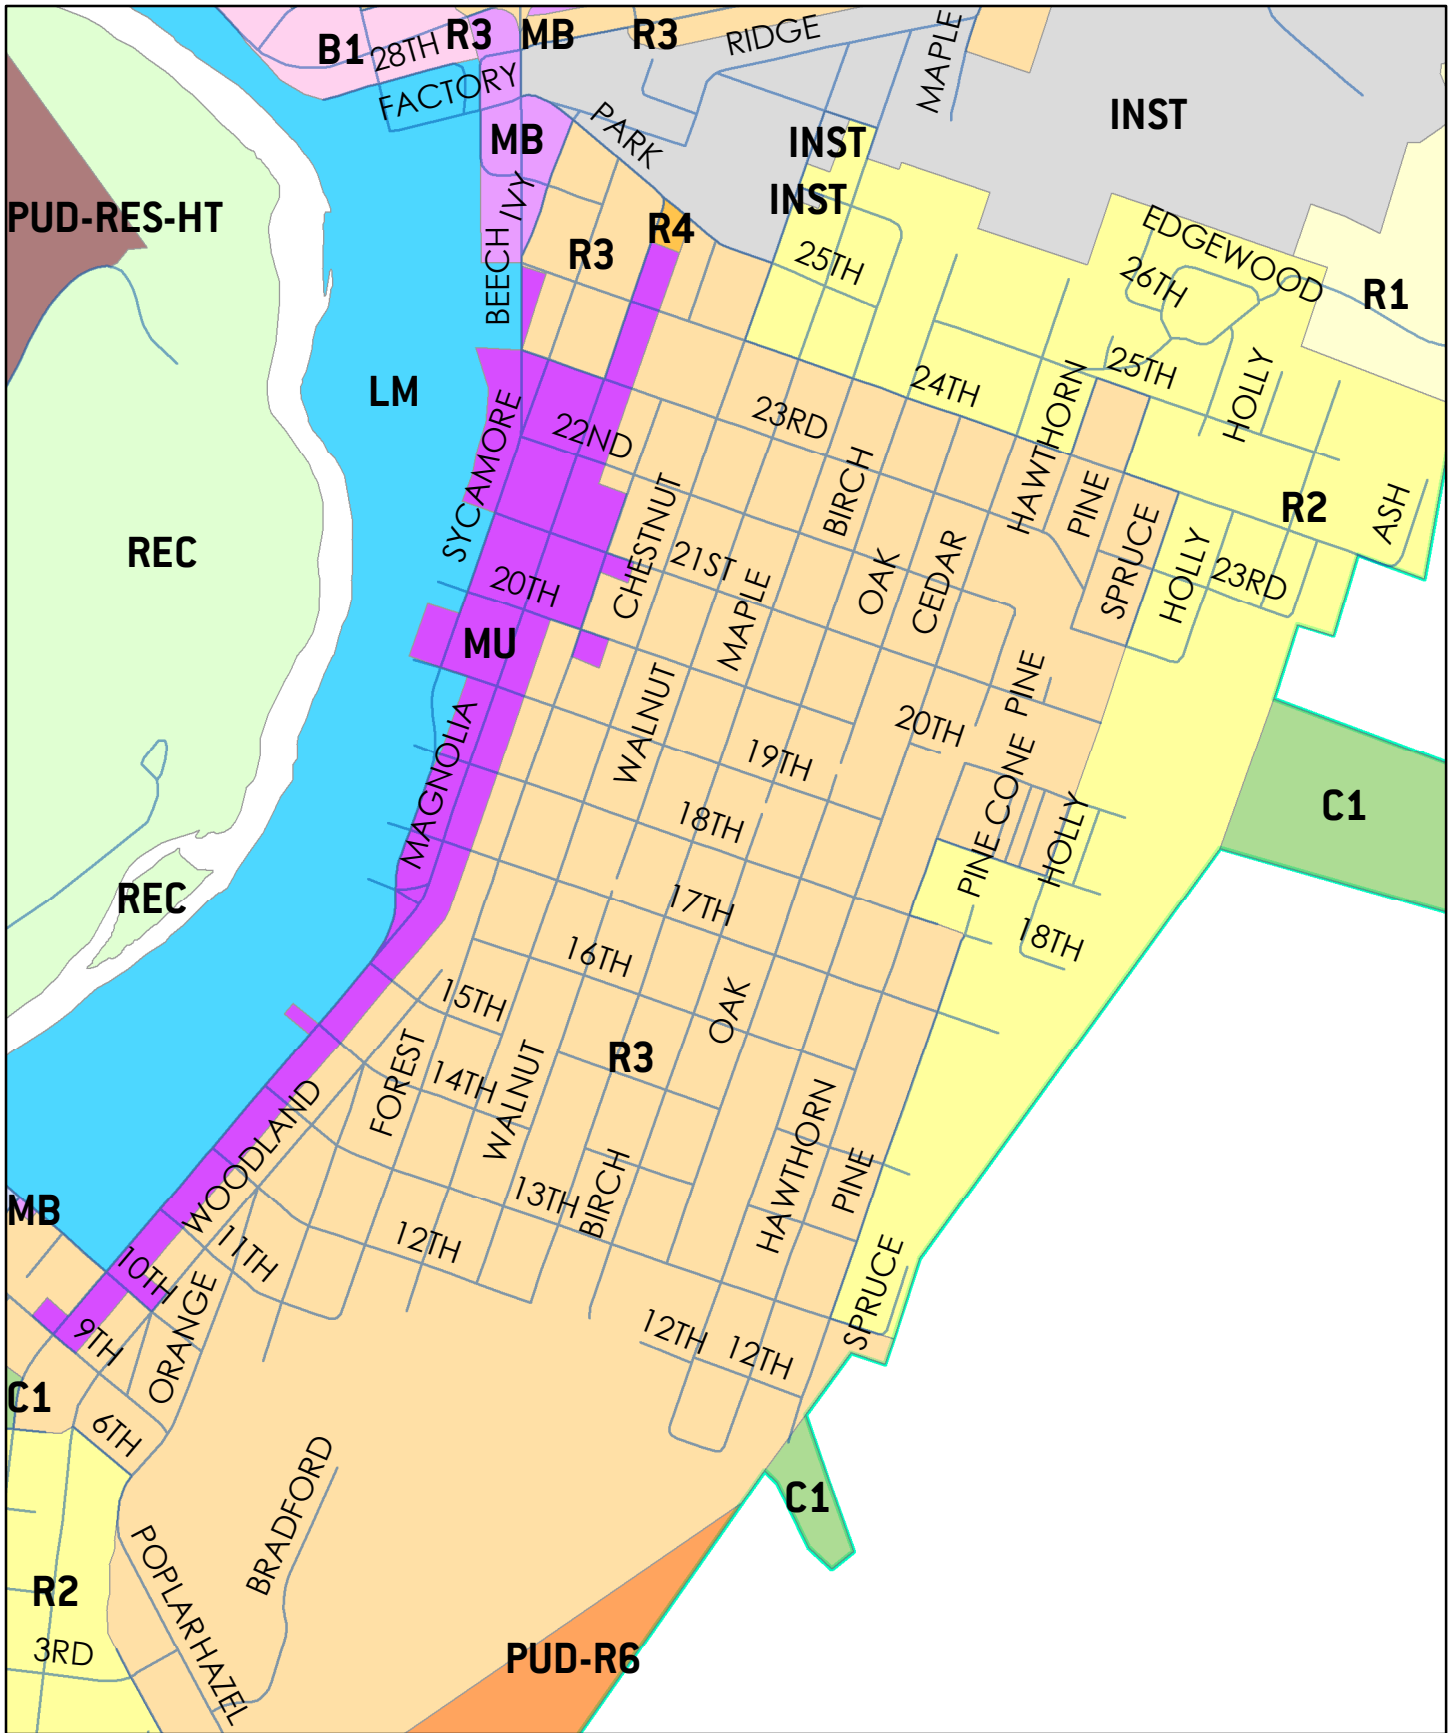 B1
28TH
R3
MB
R3
RIDGE
MAPLE
FACTORY
MB
PARK
INST
INST
INST
PUD-RES-HT
BEECH
IVY
R3
R4
25TH
EDGEWOOD
26TH
R1
LM
SYCAMORE
22ND
23RD
24TH
25TH
HOLLY
HAWTHORN
CHESTNUT
BIRCH
PINE
SPRUCE
R2
ASH
REC
20TH
21ST
MAPLE
OAK
CEDAR
HOLLY
23RD
MU
MAGNOLIA
WALNUT
19TH
20TH
PINE
PINE CONE
HOLLY
C1
18TH
REC
17TH
18TH
16TH
15TH
OAK
R3
FOREST
14TH
WALNUT
HAWTHORN
WOODLAND
13TH
BIRCH
PINE
MB
10TH
11TH
12TH
SPRUCE
9TH
ORANGE
12TH
12TH
C1
6TH
BRADFORD
C1
R2
POPLAR
HAZEL
3RD
PUD-R6